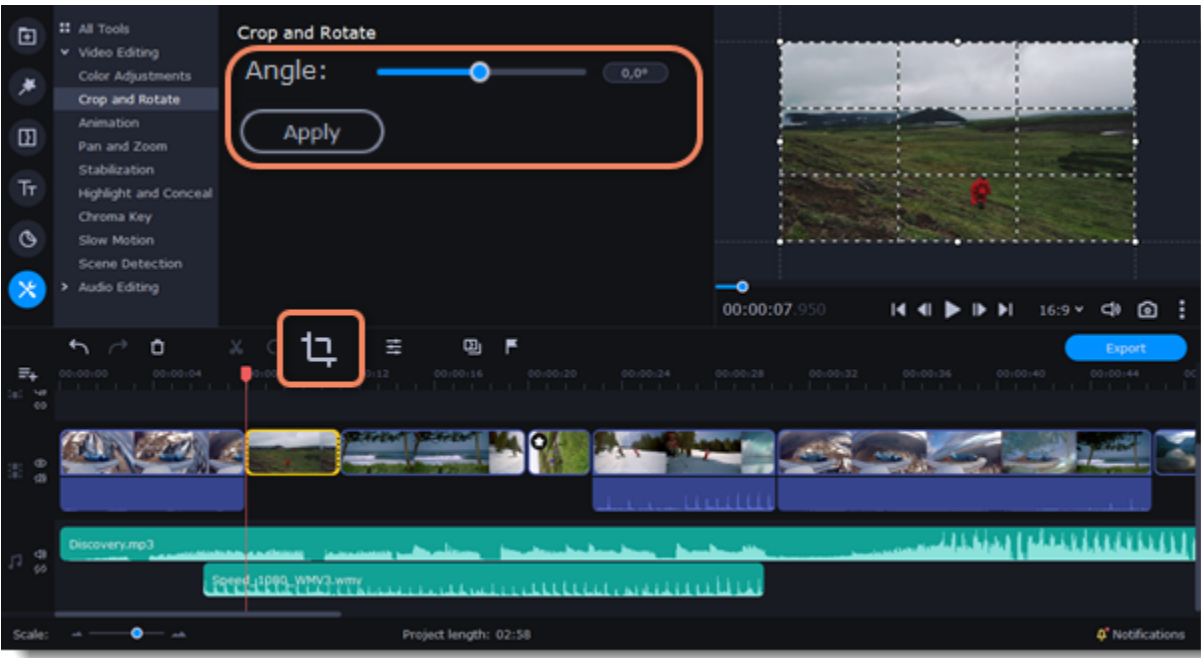 All Tools
Video Editing
Color Adjustments
Crop and Rotate
Animation
Pan and Zoom
Stabilization
Highlight and Conceal
Chroma Key
Slow Motion
Scene Detection
Audio Editing
Crop and Rotate
Angle:
0,0°
Apply
00:00:07.950
16:9
Export
00:00:00
00:00:04
:12
00:00:16
00:00:20
00:00:24
00:00:28
00:00:32
00:00:36
00:00:40
00:00:44
Discovery.mp3
Speed_1080_WMV3.wmv
Scale:
Project length: 02:58
Notifications